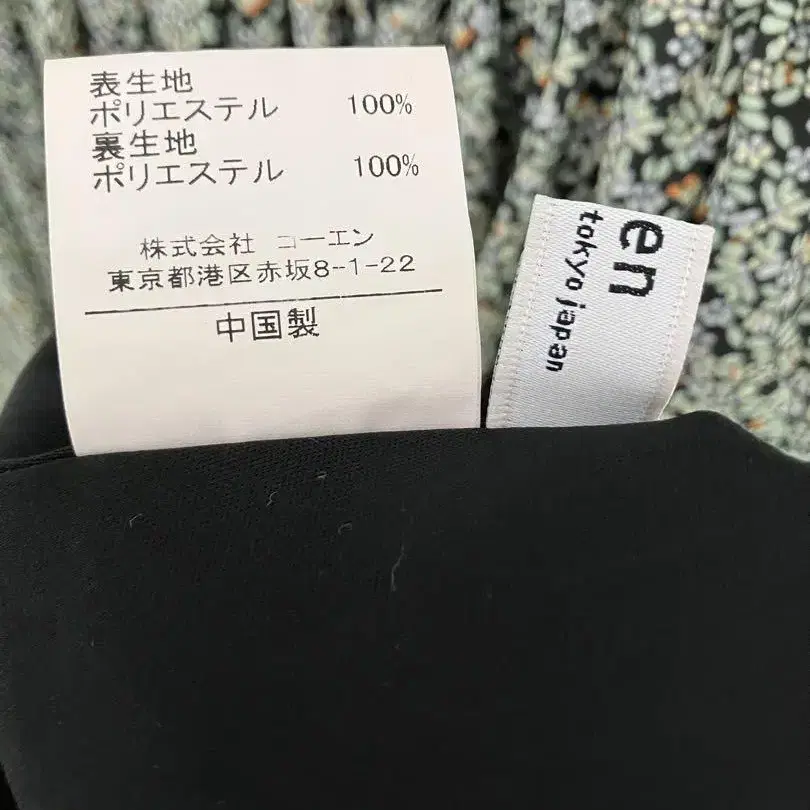 表生地
ポリエステル 100%
裏生地
ポリエステル 100%
株式会社 コーエン
東京都港区赤坂8-1-22
中国製
en
tokyo japan